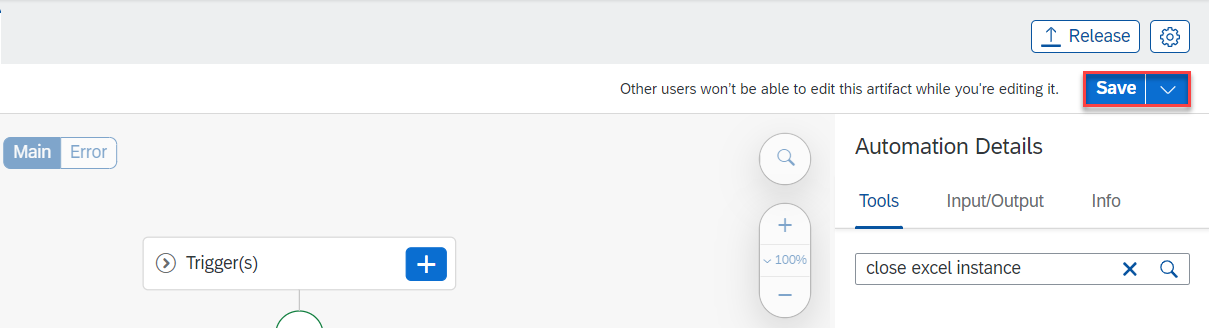 Release
Other users won't be able to edit this artifact while you're editing it.
Save
Main
Error
Automation Details
Tools
Input/Output
Info
Trigger(s)
100%
close excel instance